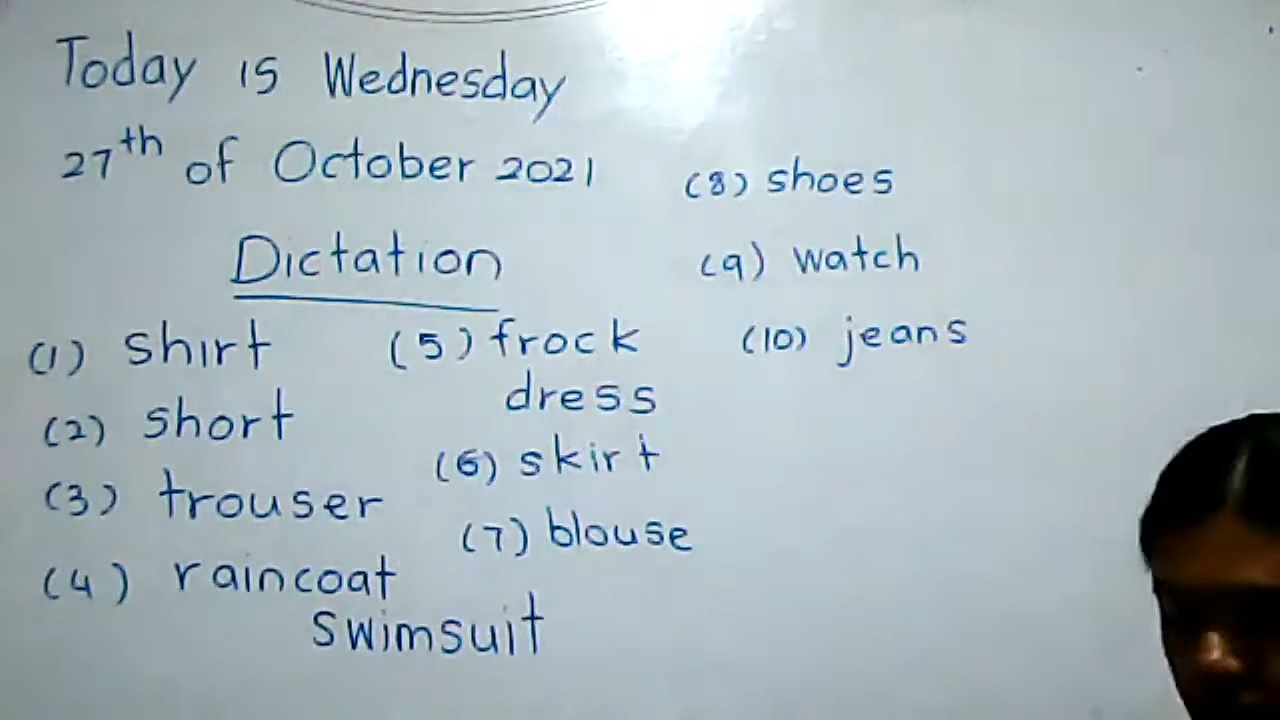 Today is Wednesday
27th of October 2021
Dictation
(1) shirt
(2) short
(3) trouser
(4) raincoat
swimsuit
(5) frock
dress
(6) skirt
(7) blouse
(8) shoes
(9) watch
(10) jeans